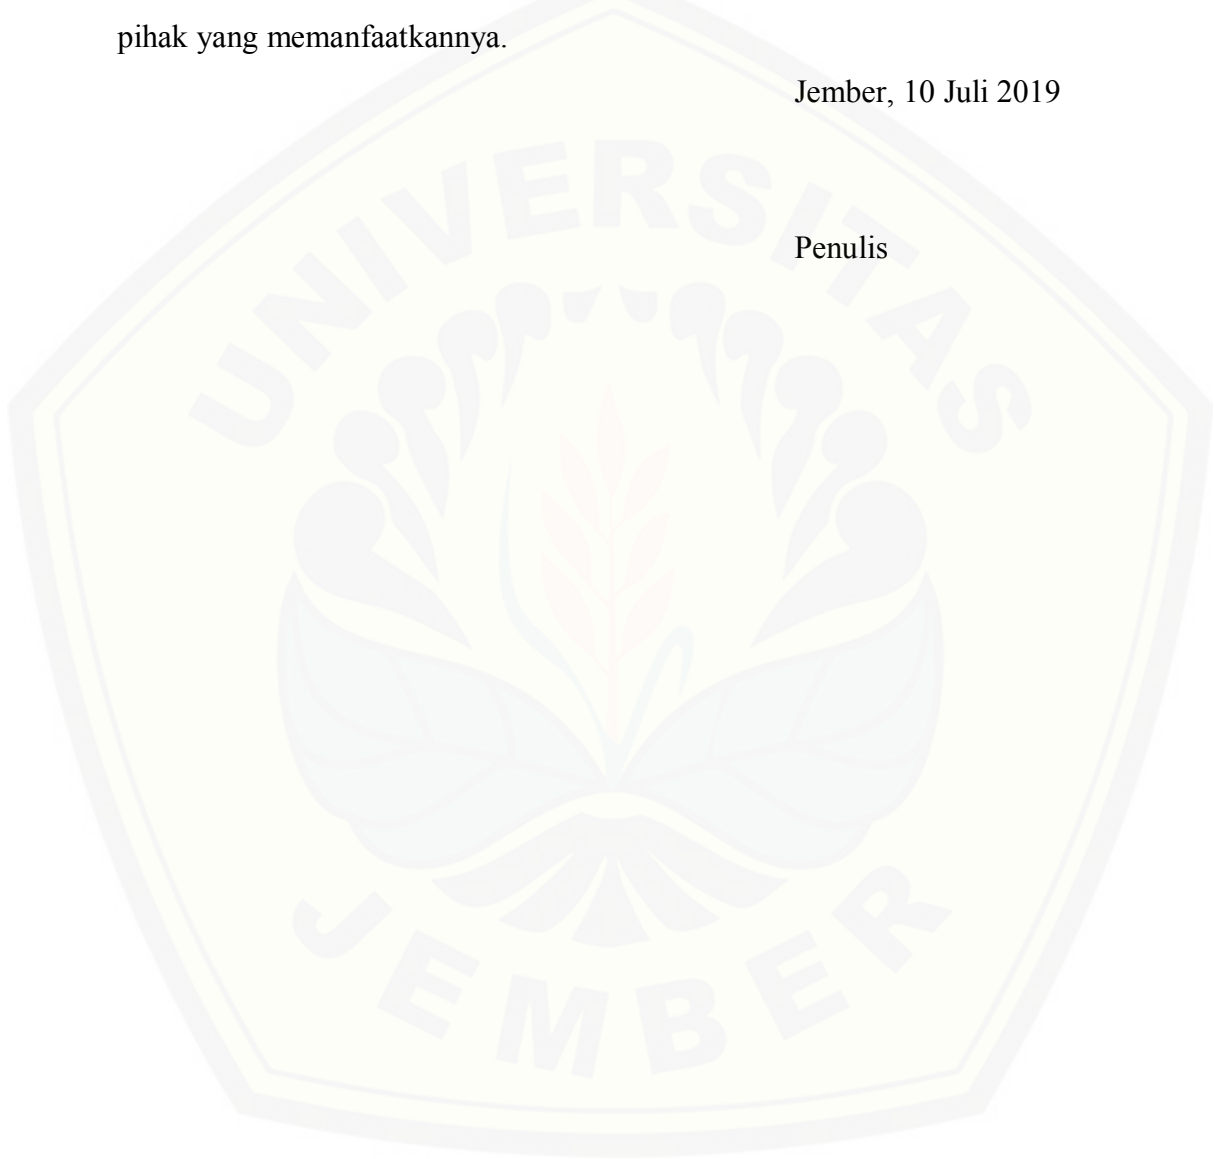 pihak yang memanfaatkannya.
Jember, 10 Juli 2019
UNIVERSITAS
Penulis
JEMBER